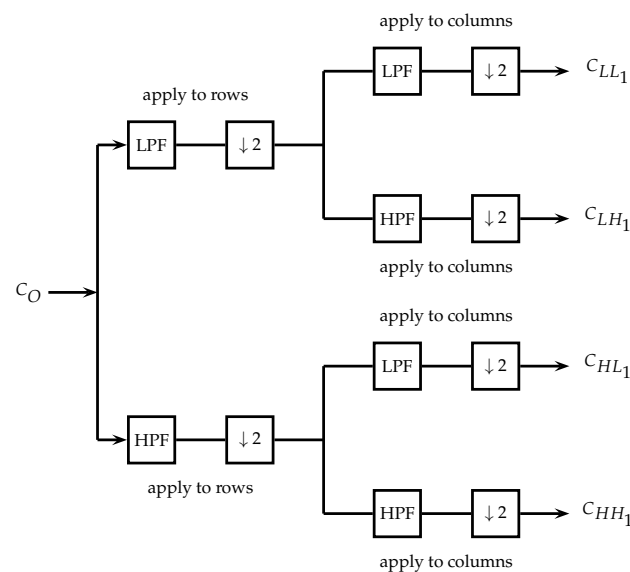 apply to columns
LPF ↓ 2 C_{LL_1}
apply to rows
LPF ↓ 2
HPF ↓ 2 C_{LH_1}
apply to columns
C_O
apply to columns
LPF ↓ 2 C_{HL_1}
HPF ↓ 2
apply to rows
HPF ↓ 2 C_{HH_1}
apply to columns